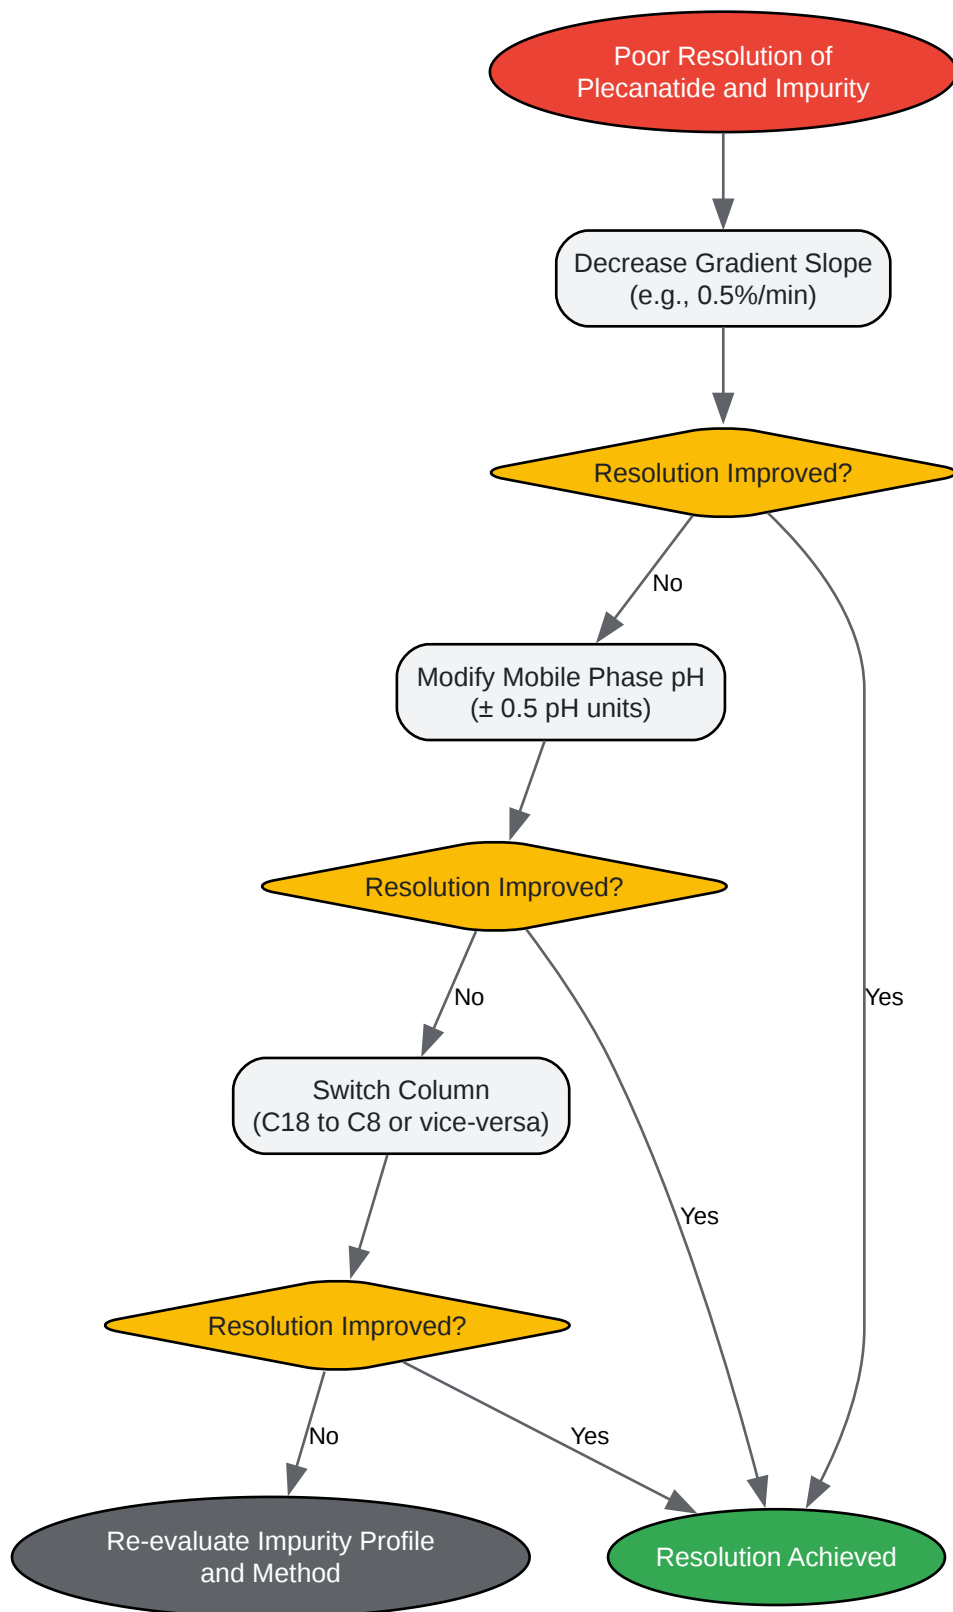 Poor Resolution of
Plecanatide and Impurity
Decrease Gradient Slope
(e.g., 0.5%/min)
Resolution Improved?
No
Modify Mobile Phase pH
(± 0.5 pH units)
Resolution Improved?
No
Yes
Switch Column
(C18 to C8 or vice-versa)
Yes
Resolution Improved?
No
Yes
Re-evaluate Impurity Profile
and Method
Resolution Achieved